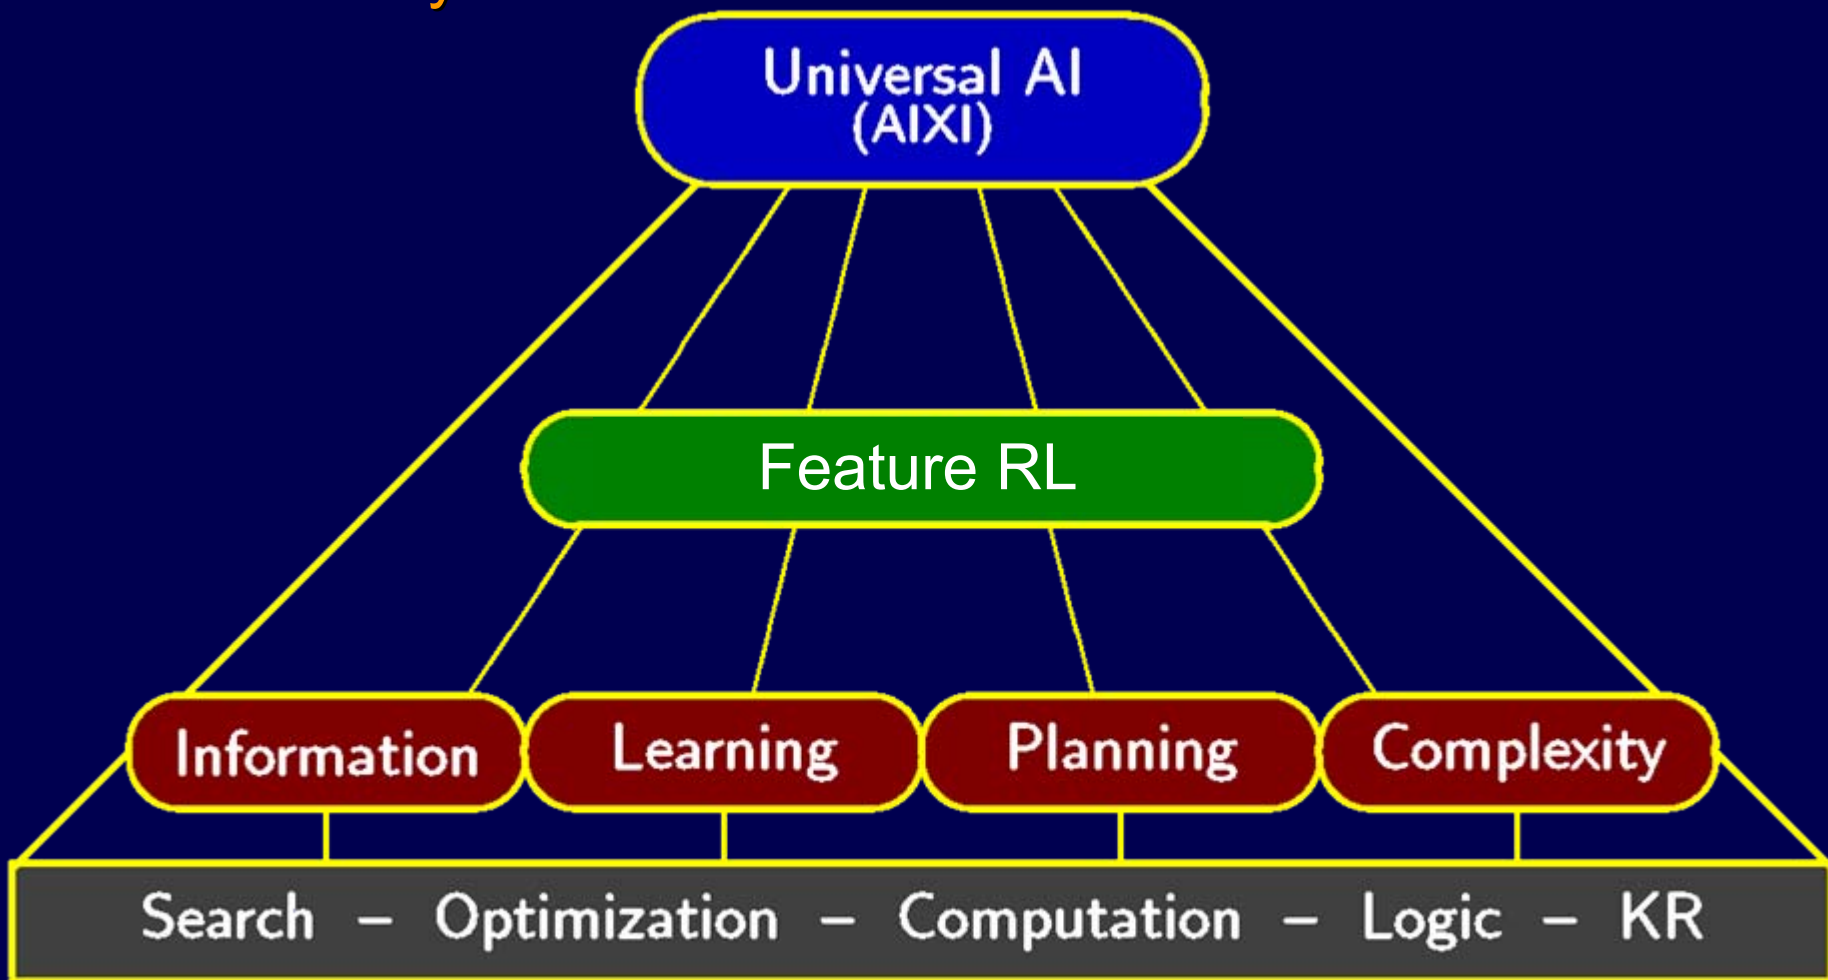 Universal AI
(AIXI)
Feature RL
Information Learning Planning Complexity
Search – Optimization – Computation – Logic – KR